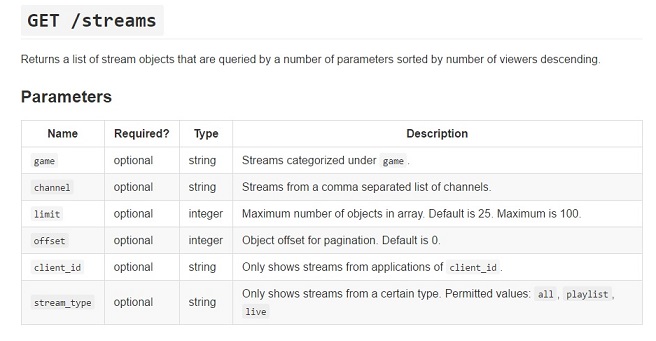 GET /streams
Returns a list of stream objects that are queried by a number of parameters sorted by number of viewers descending.
Parameters
Name Required? Type Description
game optional string Streams categorized under game .
channel optional string Streams from a comma separated list of channels.
limit optional integer Maximum number of objects in array. Default is 25. Maximum is 100.
offset optional integer Object offset for pagination. Default is 0.
client_id optional string Only shows streams from applications of client_id .
stream_type optional string Only shows streams from a certain type. Permitted values: all , playlist ,
live